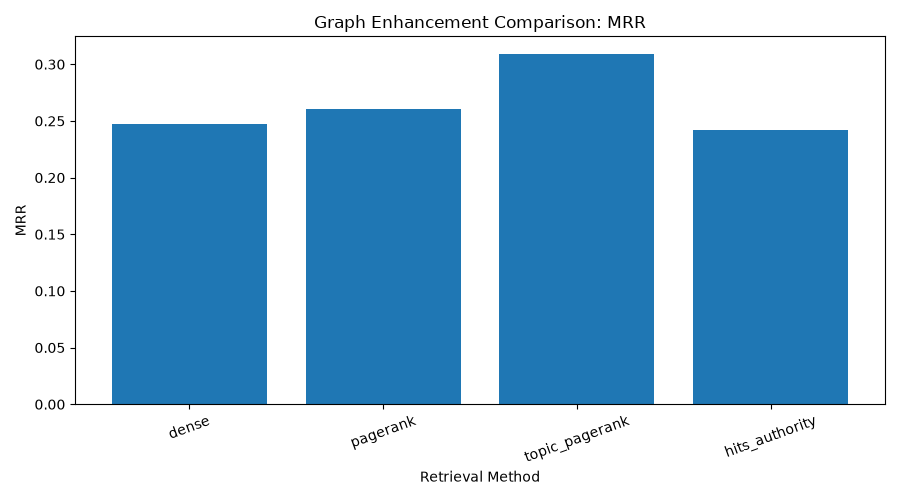 Graph Enhancement Comparison: MRR
0.30
0.25
0.20
0.15
0.10
0.05
0.00
MRR
dense
pagerank
topic_pagerank
hits_authority
Retrieval Method